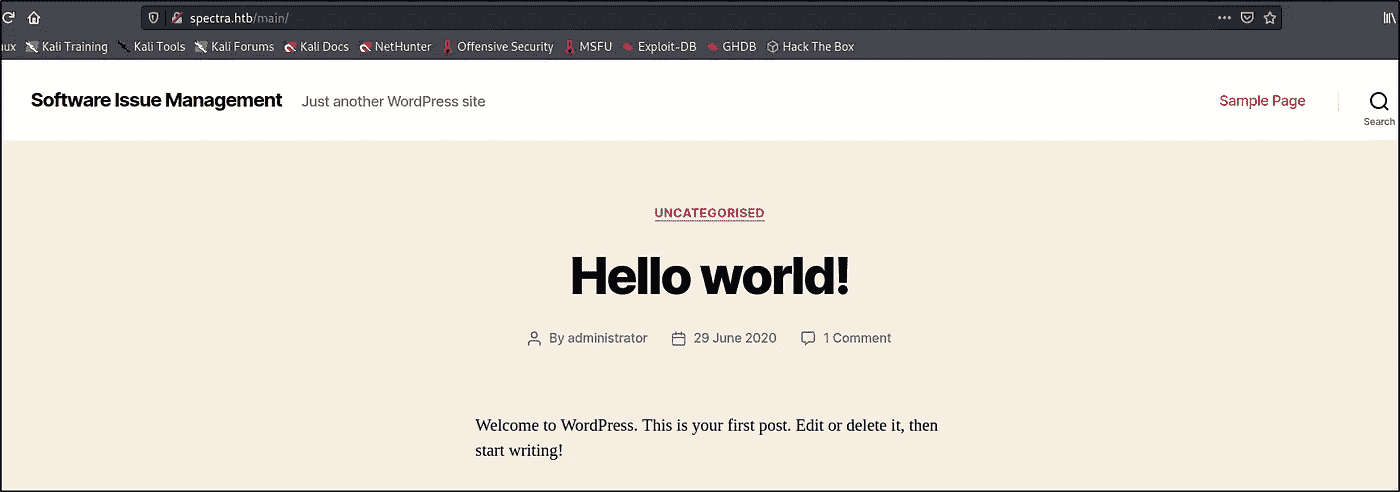 spectra.htb/main/
ux Kali Training Kali Tools Kali Forums Kali Docs NetHunter Offensive Security MSFU Exploit-DB GHDB Hack The Box
Software Issue Management Just another WordPress site Sample Page
Search
UNCATEGORISED
Hello world!
By administrator 29 June 2020 1 Comment
Welcome to WordPress. This is your first post. Edit or delete it, then
start writing!